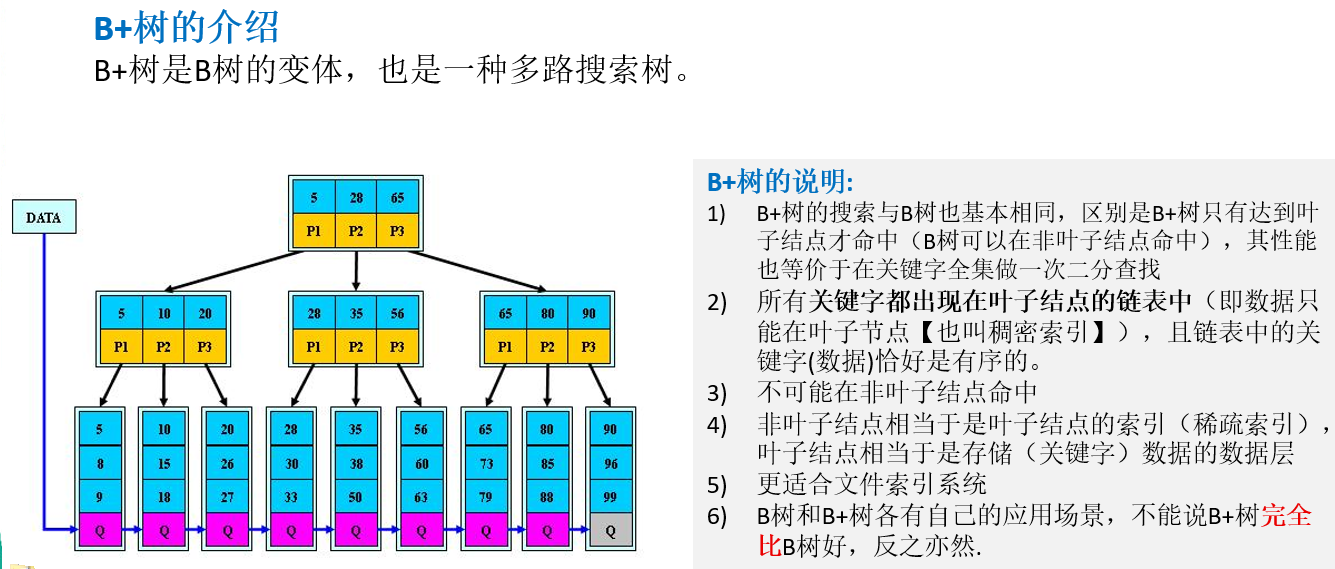 B+树的介绍
B+树是B树的变体，也是一种多路搜索树。
DATA
5 28 65
P1 P2 P3
5 10 20
P1 P2 P3
28 35 56
P1 P2 P3
65 80 90
P1 P2 P3
5 10 20 28 35 56 65 80 90
8 15 26 30 38 60 73 85 96
9 18 27 33 50 63 79 88 99
Q Q Q Q Q Q Q Q Q
B+树的说明:
1) B+树的搜索与B树也基本相同，区别是B+树只有达到叶
子结点才命中（B树可以在非叶子结点命中），其性能
也等价于在关键字全集做一次二分查找
2) 所有关键字都出现在叶子结点的链表中（即数据只
能在叶子节点【也叫稠密索引】），且链表中的关
键字(数据)恰好是有序的。
3) 不可能在非叶子结点命中
4) 非叶子结点相当于是叶子结点的索引（稀疏索引），
叶子结点相当于是存储（关键字）数据的数据层
5) 更适合文件索引系统
6) B树和B+树各有自己的应用场景，不能说B+树完全
比B树好，反之亦然.